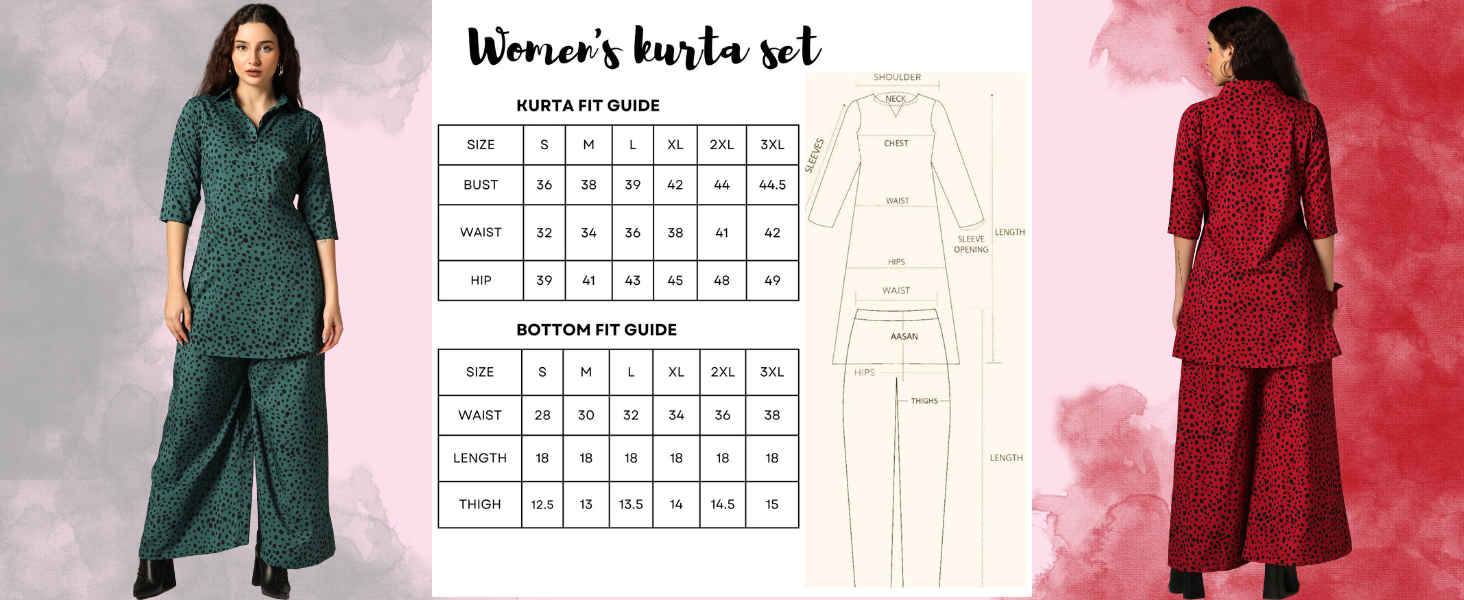 Women's kurta set
KURTA FIT GUIDE
SIZE S M L XL 2XL 3XL
BUST 36 38 39 42 44 44.5
WAIST 32 34 36 38 41 42
HIP 39 41 43 45 48 49
BOTTOM FIT GUIDE
SIZE S M L XL 2XL 3XL
WAIST 28 30 32 34 36 38
LENGTH 18 18 18 18 18 18
THIGH 12.5 13 13.5 14 14.5 15
SHOULDER
NECK
SLEEVES
CHEST
WAIST
LENGTH
SLEEVE
OPENING
HIPS
WAIST
AASAN
HIPS
THIGHS
LENGTH